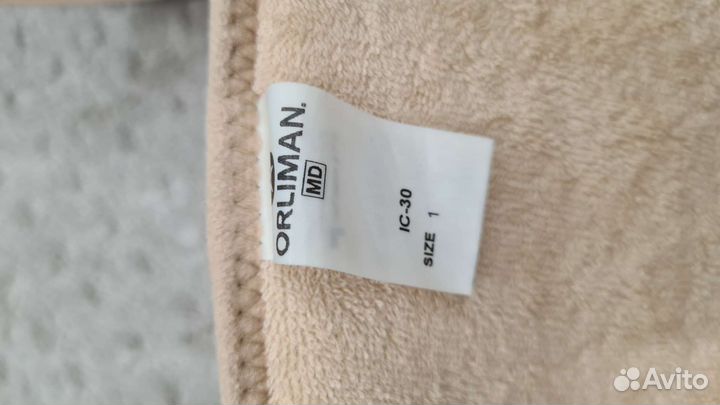 ORLIMAN®
MD
IC-30
SIZE 1
Avito